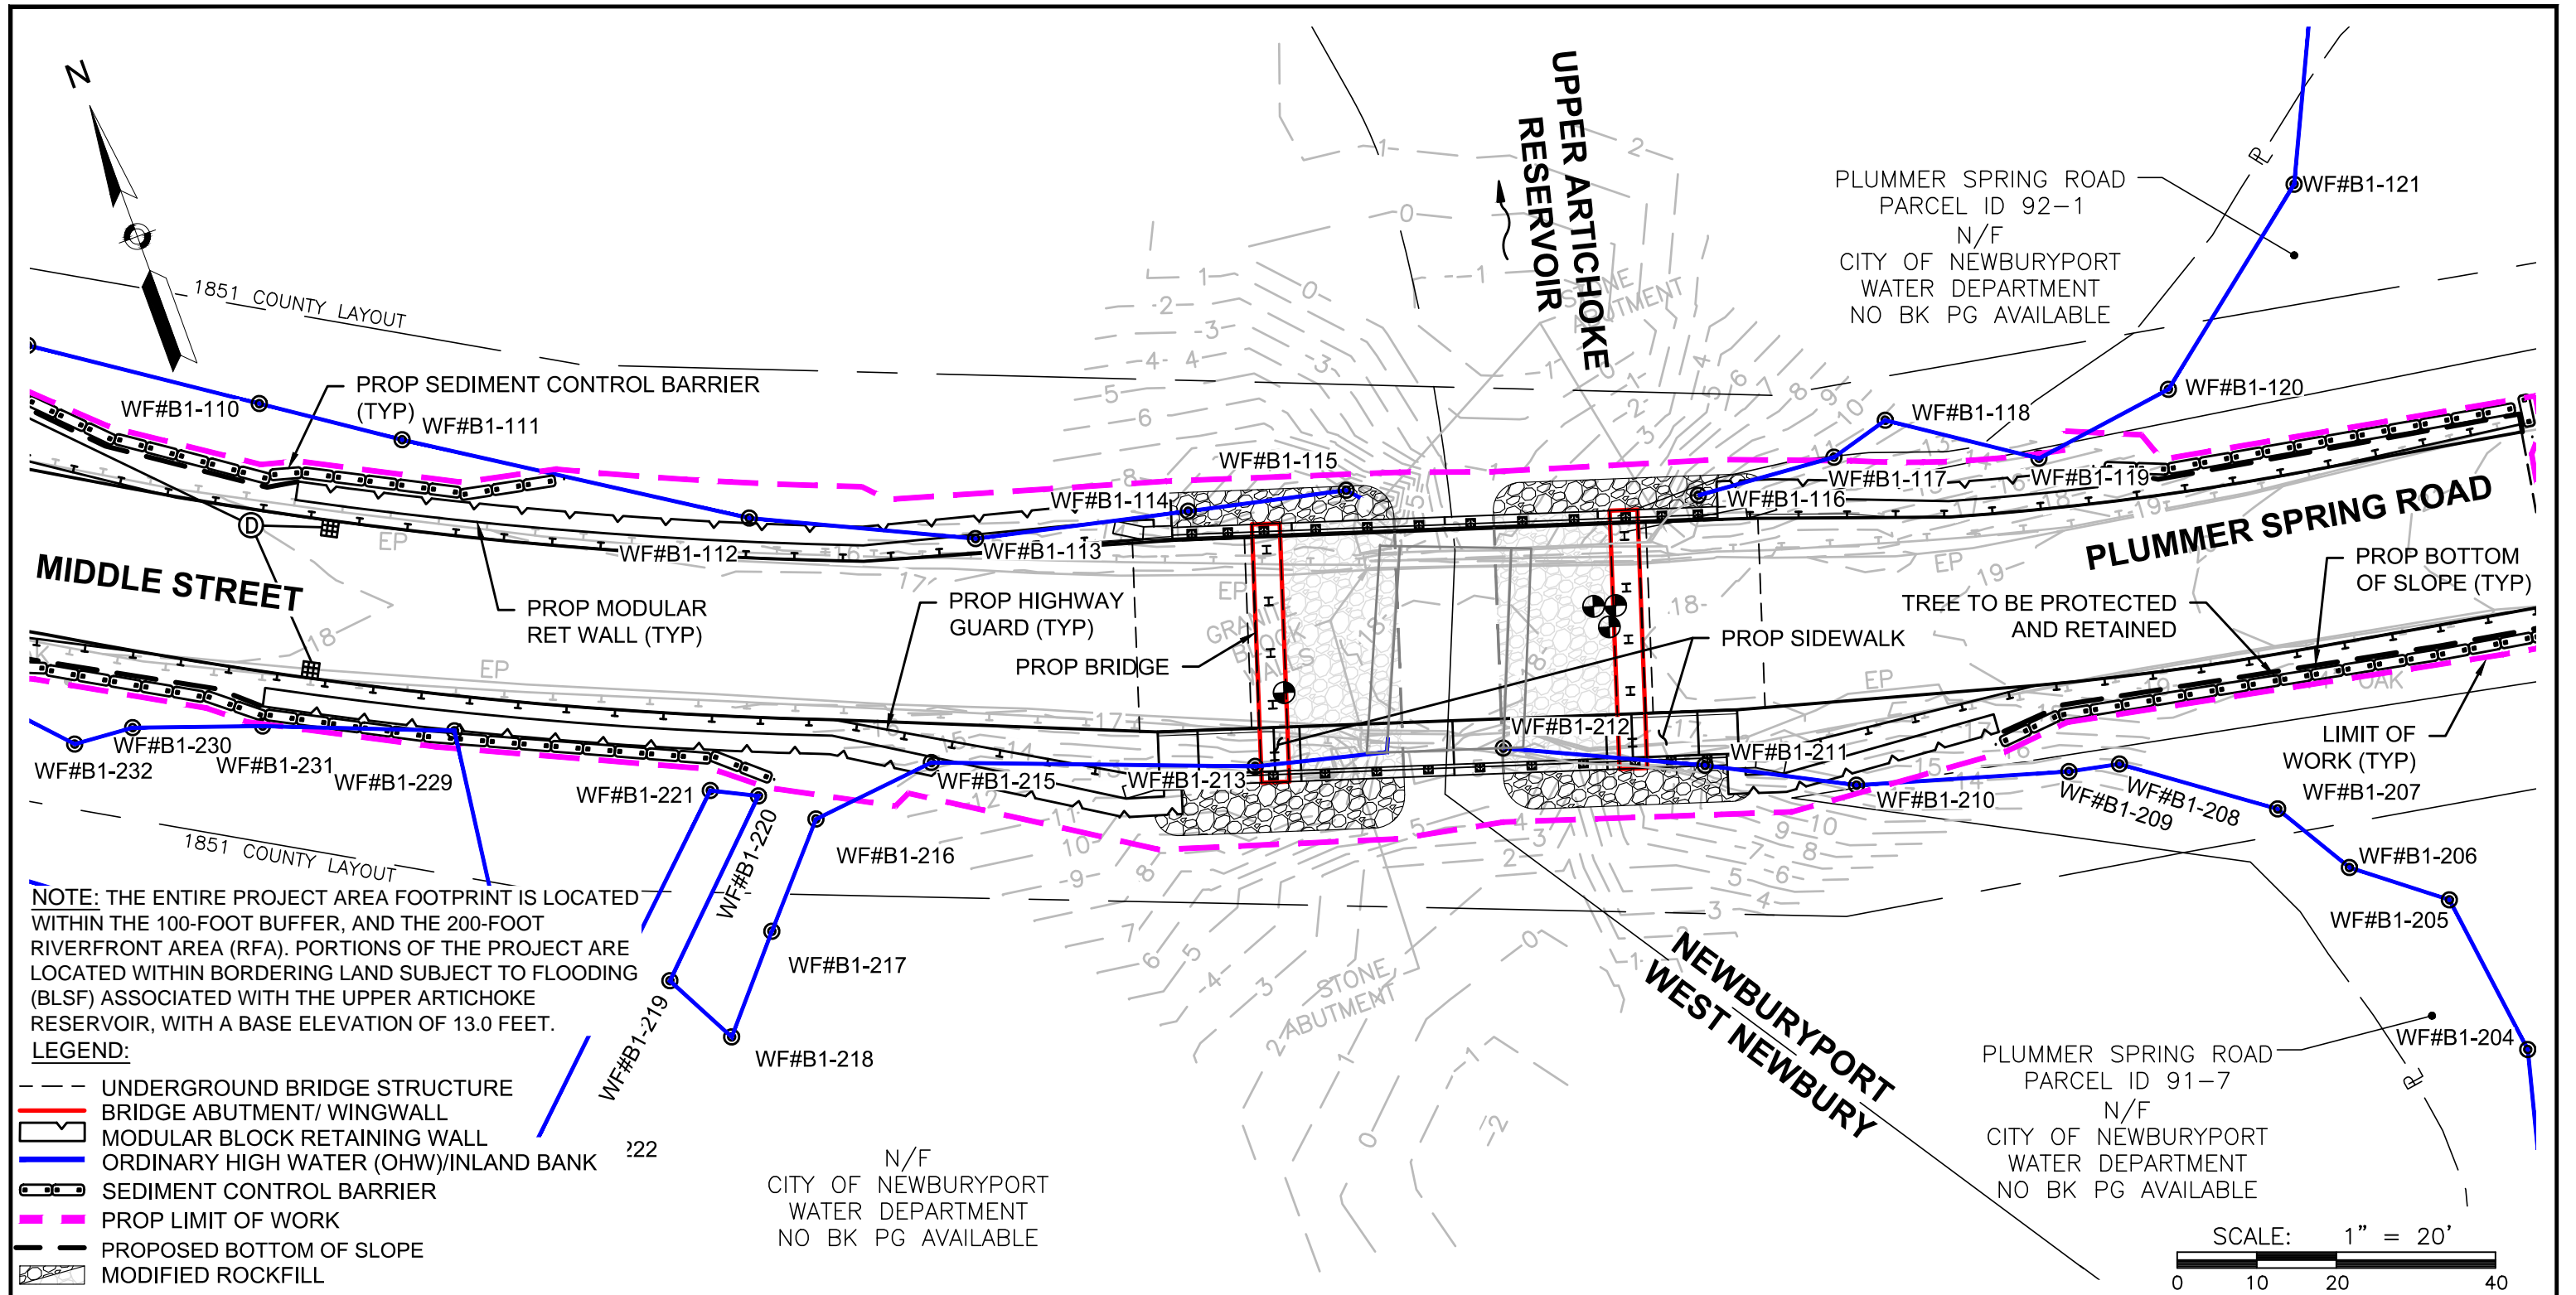 N
1851 COUNTY LAYOUT
UPPER ARTICHOKE
RESERVOIR
PLUMMER SPRING ROAD
PARCEL ID 92-1
N/F
CITY OF NEWBURYPORT
WATER DEPARTMENT
NO BK PG AVAILABLE
PL
WF#B1-121
WF#B1-120
WF#B1-118
WF#B1-110
PROP SEDIMENT CONTROL BARRIER
(TYP)
WF#B1-111
WF#B1-115
WF#B1-114
WF#B1-116
WF#B1-117
WF#B1-119
WF#B1-112
WF#B1-113
D
EP
STONE
ABUTMENT
MIDDLE STREET
PLUMMER SPRING ROAD
PROP MODULAR
RET WALL (TYP)
PROP HIGHWAY
GUARD (TYP)
PROP BRIDGE
GRANITE
BLOCK
WALLS
EP
EP
EP
EP
PROP SIDEWALK
TREE TO BE PROTECTED
AND RETAINED
PROP BOTTOM
OF SLOPE (TYP)
OAK
LIMIT OF
WORK (TYP)
WF#B1-232
WF#B1-230
WF#B1-231
WF#B1-229
WF#B1-221
WF#B1-220
WF#B1-215
WF#B1-213
WF#B1-212
WF#B1-211
WF#B1-210
WF#B1-209
WF#B1-208
WF#B1-207
WF#B1-206
WF#B1-205
WF#B1-204
WF#B1-216
WF#B1-217
WF#B1-218
WF#B1-219
222
1851 COUNTY LAYOUT
STONE
ABUTMENT
NEWBURYPORT
WEST NEWBURY
NOTE: THE ENTIRE PROJECT AREA FOOTPRINT IS LOCATED
WITHIN THE 100-FOOT BUFFER, AND THE 200-FOOT
RIVERFRONT AREA (RFA). PORTIONS OF THE PROJECT ARE
LOCATED WITHIN BORDERING LAND SUBJECT TO FLOODING
(BLSF) ASSOCIATED WITH THE UPPER ARTICHOKE
RESERVOIR, WITH A BASE ELEVATION OF 13.0 FEET.
LEGEND:
UNDERGROUND BRIDGE STRUCTURE
BRIDGE ABUTMENT/ WINGWALL
MODULAR BLOCK RETAINING WALL
ORDINARY HIGH WATER (OHW)/INLAND BANK
SEDIMENT CONTROL BARRIER
PROP LIMIT OF WORK
PROPOSED BOTTOM OF SLOPE
MODIFIED ROCKFILL
N/F
CITY OF NEWBURYPORT
WATER DEPARTMENT
NO BK PG AVAILABLE
PLUMMER SPRING ROAD
PARCEL ID 91-7
N/F
CITY OF NEWBURYPORT
WATER DEPARTMENT
NO BK PG AVAILABLE
PL
SCALE: 1" = 20'
0 10 20 40